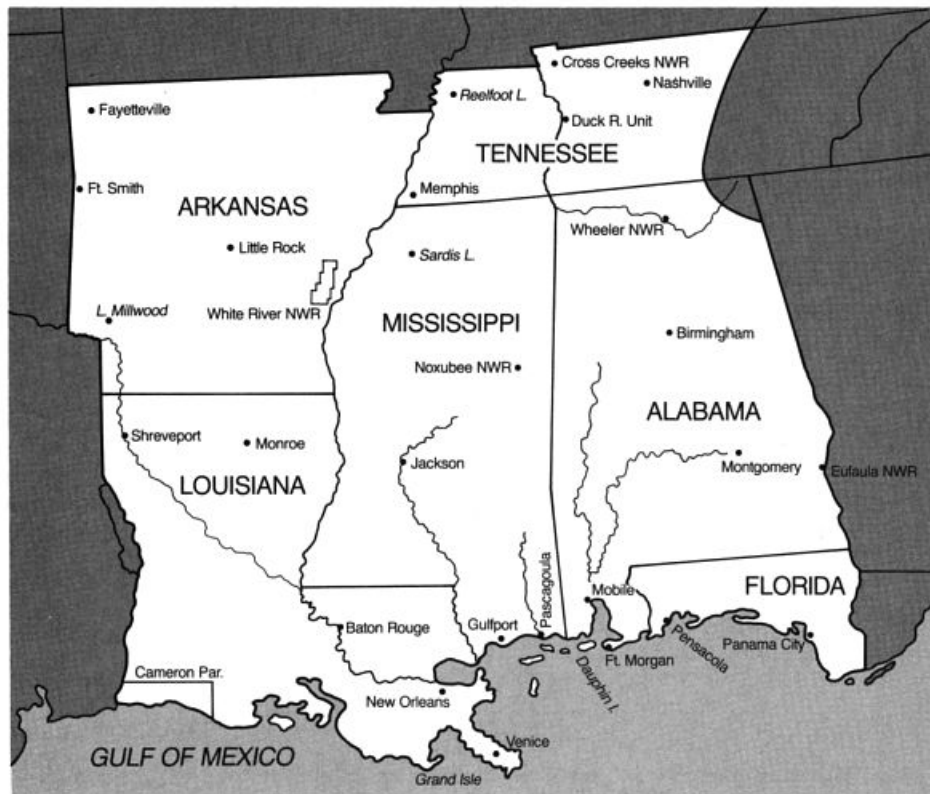 Cross Creeks NWR
Nashville
Reelfoot L.
Fayetteville
Duck R. Unit
TENNESSEE
Ft. Smith
Memphis
ARKANSAS
Wheeler NWR
Little Rock
Sardis L.
L. Millwood
White River NWR
MISSISSIPPI
Birmingham
Noxubee NWR
ALABAMA
Shreveport
Monroe
Jackson
Montgomery
Eufaula NWR
LOUISIANA
FLORIDA
Mobile
Pascagoula
Baton Rouge
Gulfport
Pensacola
Panama City
Ft. Morgan
Dauphin I.
Cameron Par.
New Orleans
Venice
GULF OF MEXICO
Grand Isle